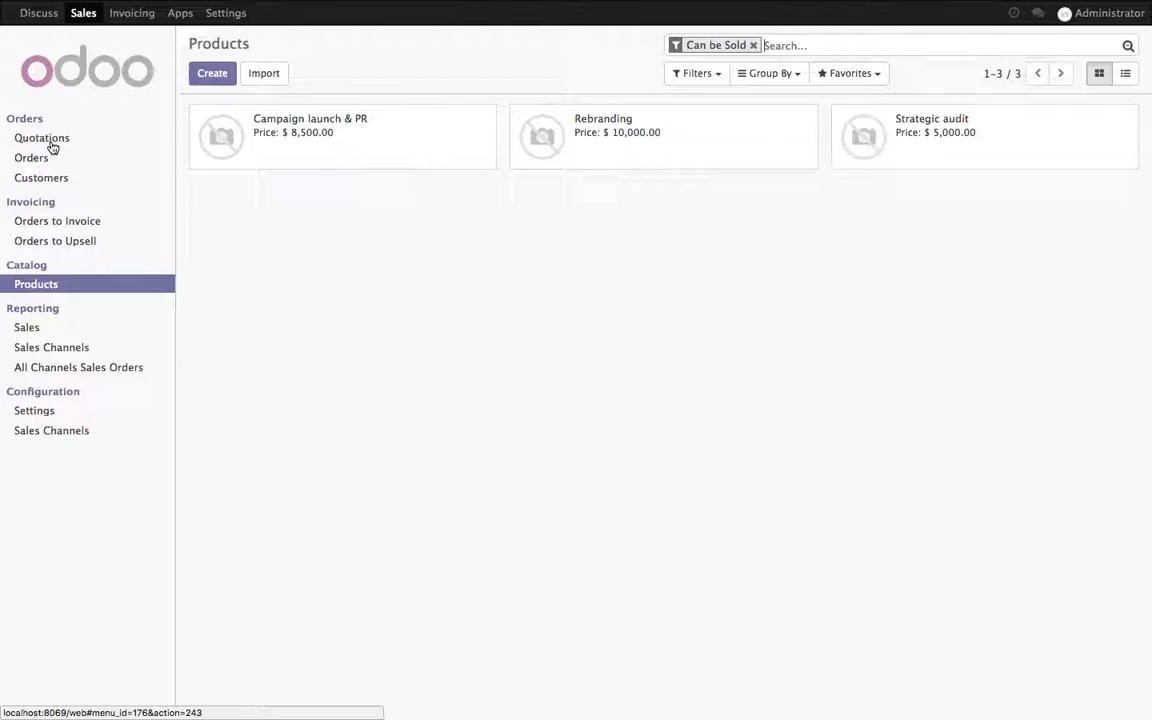 Discuss Sales Invoicing Apps Settings Administrator
odoo
Products
Can be Sold Search...
Create Import
Filters Group By Favorites 1-3 / 3
Orders
Quotations
Orders
Customers
Invoicing
Orders to Invoice
Orders to Upsell
Catalog
Products
Reporting
Sales
Sales Channels
All Channels Sales Orders
Configuration
Settings
Sales Channels
Campaign launch & PR
Price: $ 8,500.00
Rebranding
Price: $ 10,000.00
Strategic audit
Price: $ 5,000.00
localhost:8069/web#menu_id=176&action=243